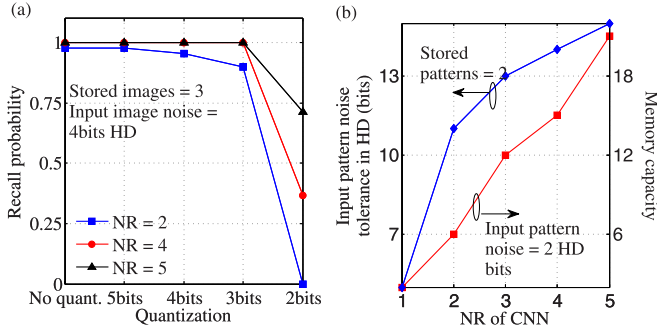 (a)
Recall probability
1
0.75
0.5
0.25
0
Stored images = 3
Input image noise =
4bits HD
NR = 2
NR = 4
NR = 5
No quant. 5bits 4bits 3bits 2bits
Quantization
(b)
Input pattern noise
tolerance in HD (bits)
13
10
7
Stored
patterns = 2
Input pattern
noise = 2 HD
bits
18
12
6
Memory capacity
1 2 3 4 5
NR of CNN